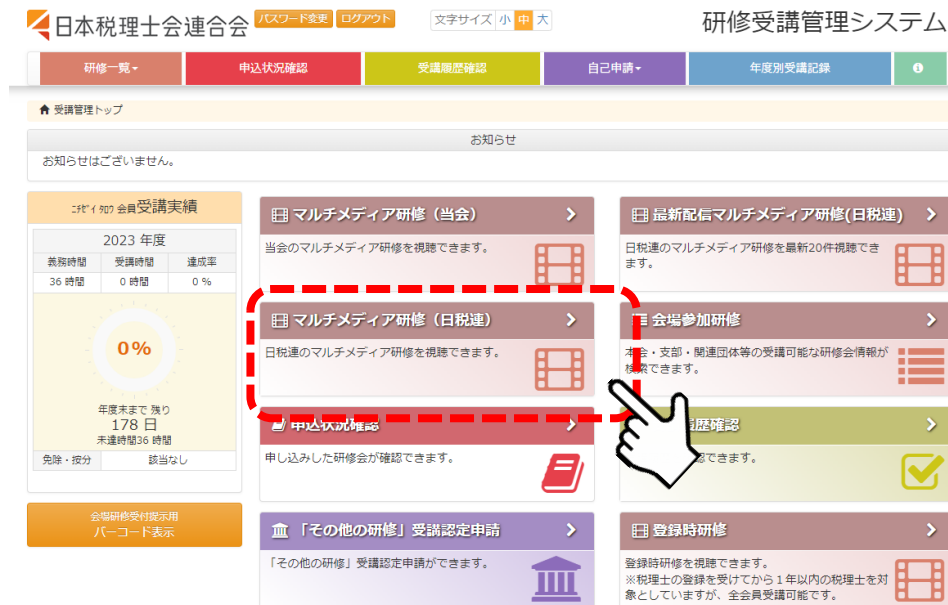 日本税理士会連合会
パスワード変更 ログアウト
文字サイズ 小 中 大
研修受講管理システム
研修一覧
申込状況確認
受講履歴確認
自己申請
年度別受講記録
受講管理トップ
お知らせ
お知らせはございません。
ﾆﾁｾﾞｲ ﾀﾛｳ 会員受講実績
2023 年度
義務時間 受講時間 達成率
36 時間 0 時間 0 %
0%
年度末まで 残り
178 日
未達時間36 時間
免除・按分 該当なし
会場研修受付提示用
バーコード表示
マルチメディア研修（当会）
当会のマルチメディア研修を視聴できます。
最新配信マルチメディア研修(日税連)
日税連のマルチメディア研修を最新20件視聴でき
ます。
マルチメディア研修（日税連）
日税連のマルチメディア研修を視聴できます。
会場参加研修
本会・支部・関連団体等の受講可能な研修会情報が
検索できます。
申込状況確認
申し込みした研修会が確認できます。
歴確認
できます。
「その他の研修」受講認定申請
「その他の研修」受講認定申請ができます。
登録時研修
登録時研修を視聴できます。
※税理士の登録を受けてから１年以内の税理士を対
象としていますが、全会員受講可能です。